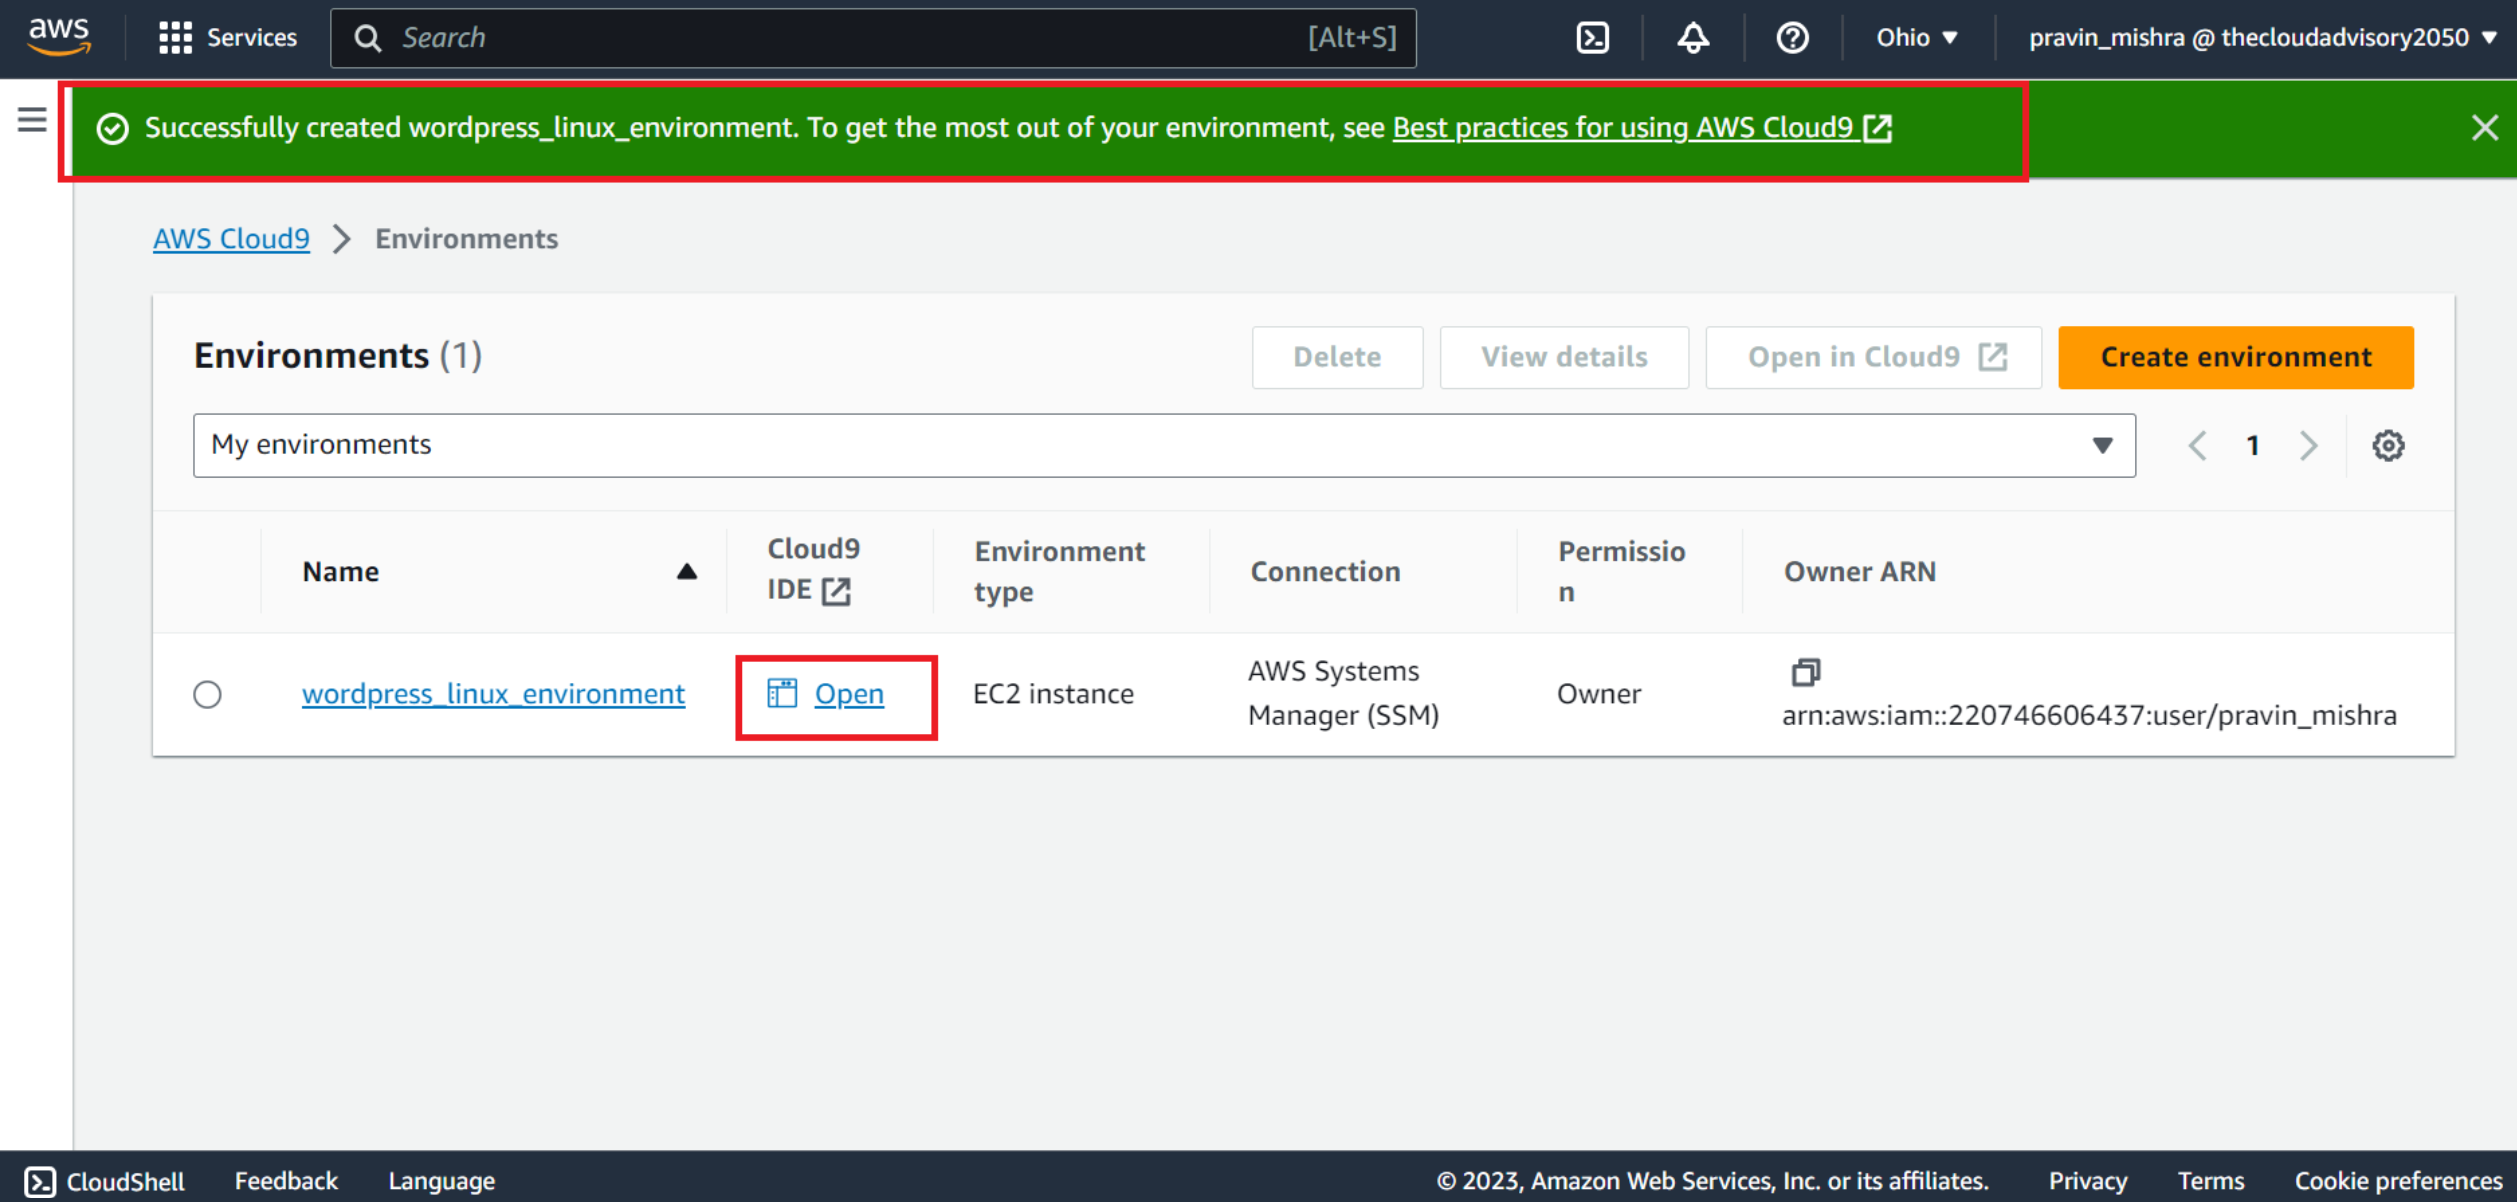 aws
Services
Search
[Alt+S]
Ohio
pravin_mishra @ thecloudadvisory2050
Successfully created wordpress_linux_environment. To get the most out of your environment, see Best practices for using AWS Cloud9
AWS Cloud9
Environments
Environments (1)
Delete
View details
Open in Cloud9
Create environment
My environments
1
Name
Cloud9
IDE
Environment
type
Connection
Permissio
n
Owner ARN
wordpress_linux_environment
Open
EC2 instance
AWS Systems
Manager (SSM)
Owner
arn:aws:iam::220746606437:user/pravin_mishra
CloudShell
Feedback
Language
© 2023, Amazon Web Services, Inc. or its affiliates.
Privacy
Terms
Cookie preferences